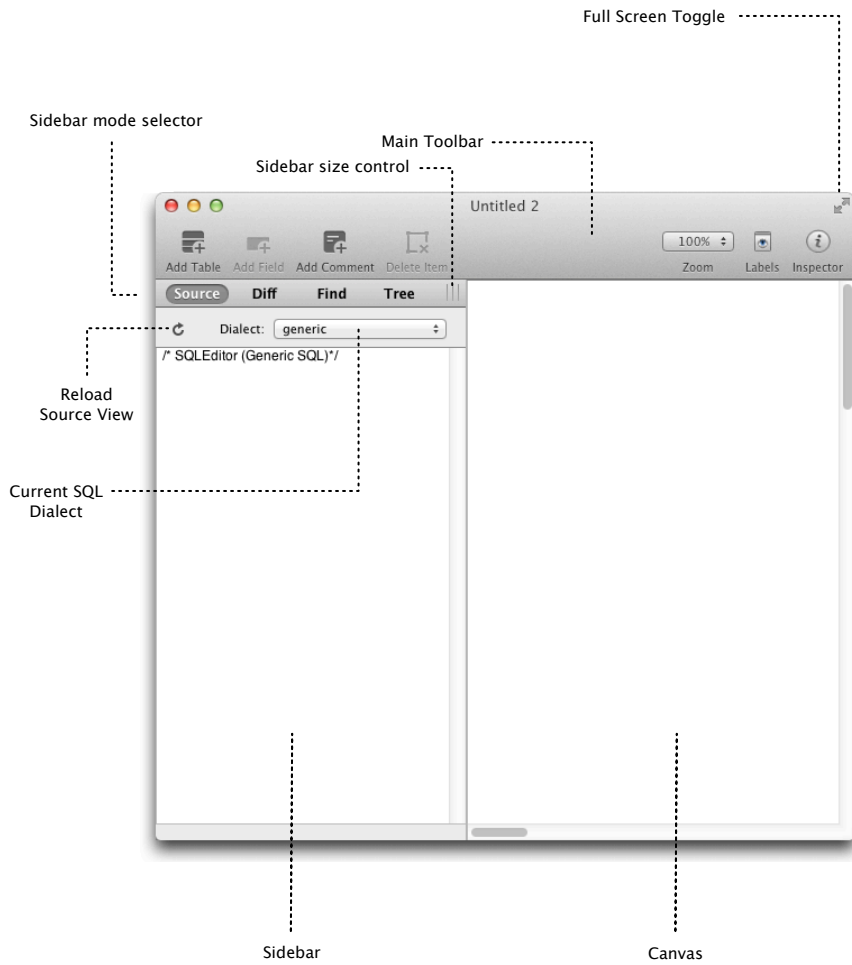 Full Screen Toggle
Sidebar mode selector
Main Toolbar
Sidebar size control
Untitled 2
100%
Add Table Add Field Add Comment Delete Item Zoom Labels Inspector
Source Diff Find Tree
Dialect: generic
/* SQLEditor (Generic SQL)*/
Reload
Source View
Current SQL
Dialect
Sidebar
Canvas